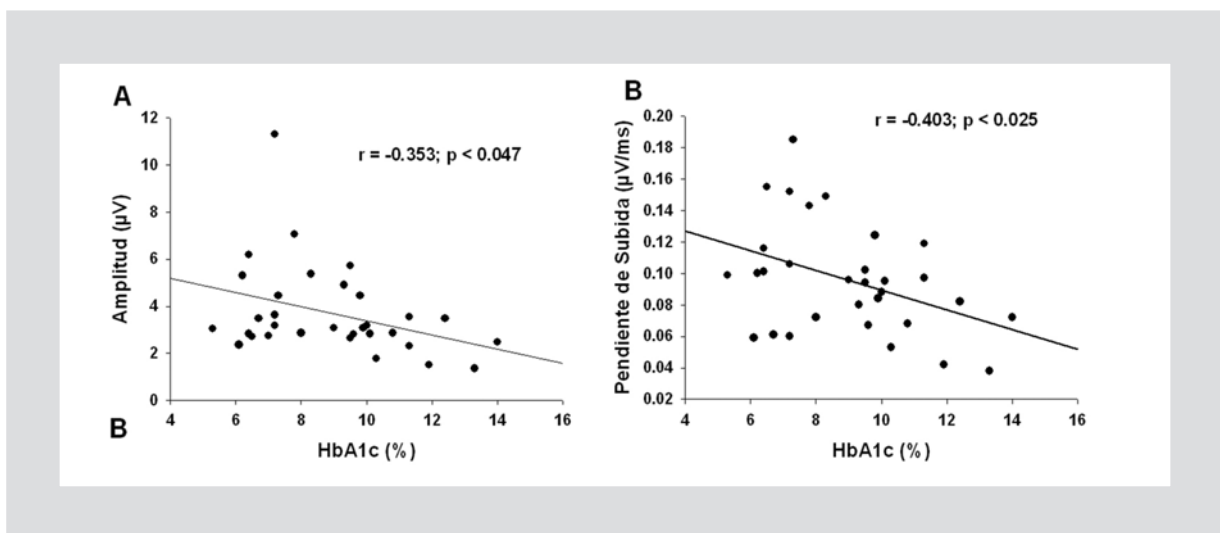 A
r = -0.353; p < 0.047
Amplitud (µV)
12
10
8
6
4
2
0
4 6 8 10 12 14 16
HbA1c (%)
B
B
r = -0.403; p < 0.025
Pendiente de Subida (µV/ms)
0.20
0.18
0.16
0.14
0.12
0.10
0.08
0.06
0.04
0.02
4 6 8 10 12 14 16
HbA1c (%)